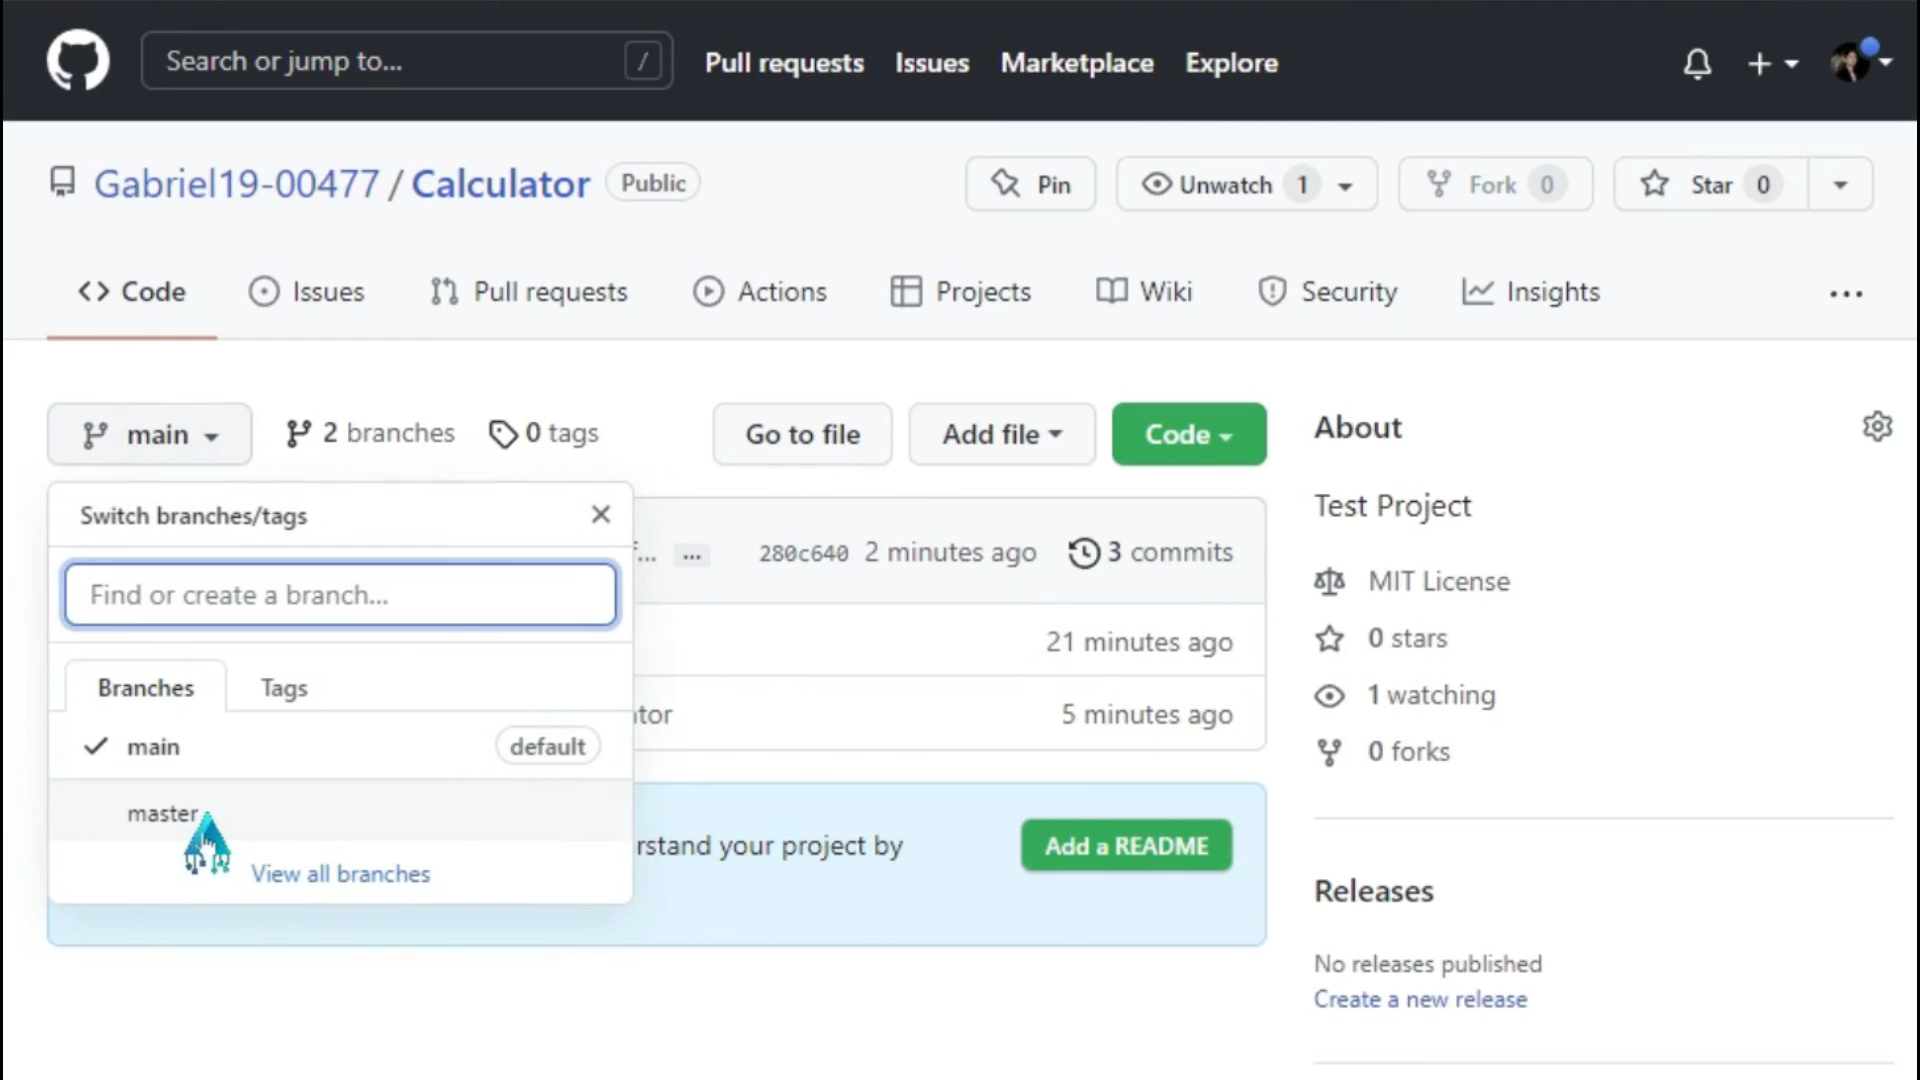 Search or jump to... /
Pull requests Issues Marketplace Explore
Gabriel19-00477 / Calculator Public
Pin Unwatch 1 Fork 0 Star 0
Code Issues Pull requests Actions Projects Wiki Security Insights ...
main 2 branches 0 tags Go to file Add file Code
Switch branches/tags
... 280c640 2 minutes ago 3 commits
Find or create a branch...
21 minutes ago
Branches Tags
tor 5 minutes ago
main default
master
rstand your project by Add a README
View all branches
About
Test Project
MIT License
0 stars
1 watching
0 forks
Releases
No releases published
Create a new release